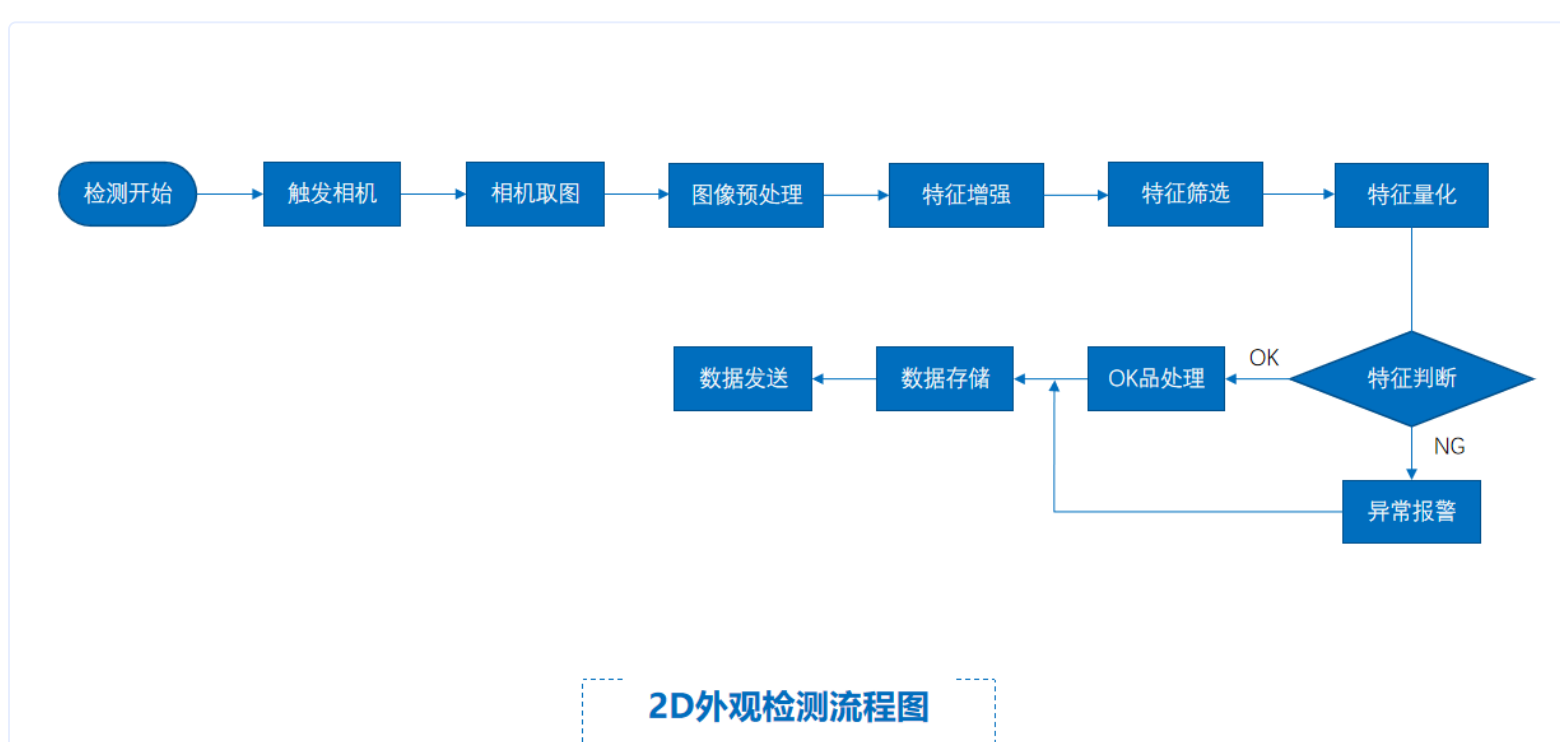 检测开始
触发相机
相机取图
图像预处理
特征增强
特征筛选
特征量化
数据发送
数据存储
OK品处理
OK
特征判断
NG
异常报警
2D外观检测流程图